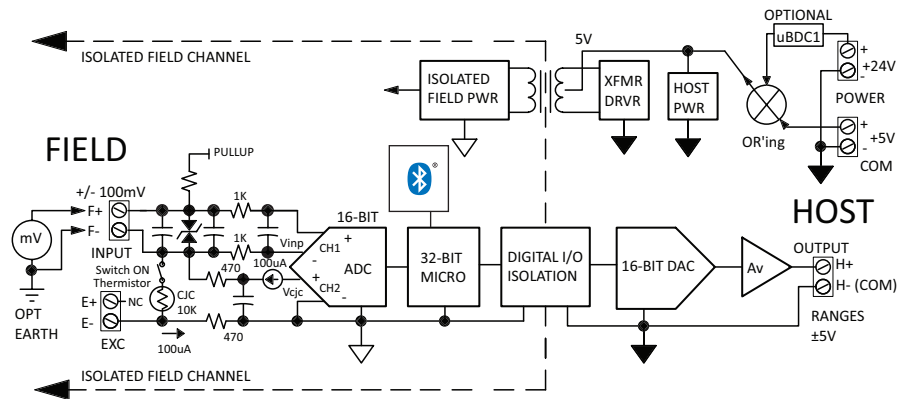 OPTIONAL
uBDC1
+
+24V
-
POWER
ISOLATED FIELD CHANNEL
5V
ISOLATED
FIELD PWR
XFMR
DRVR
HOST
PWR
OR'ing
+
+5V
-
COM
FIELD
PULLUP
®
HOST
+/- 100mV
F+
F-
INPUT
mV
OPT
EARTH
1K
1K
Vinp
16-BIT
+
CH1
-
+
CH2
-
ADC
32-BIT
MICRO
DIGITAL I/O
ISOLATION
16-BIT DAC
Av
OUTPUT
H+
H- (COM)
RANGES
±5V
Switch ON
Thermistor
CJC
10K
470
100uA
Vcjc
E+
NC
E-
EXC
100uA
470
ISOLATED FIELD CHANNEL